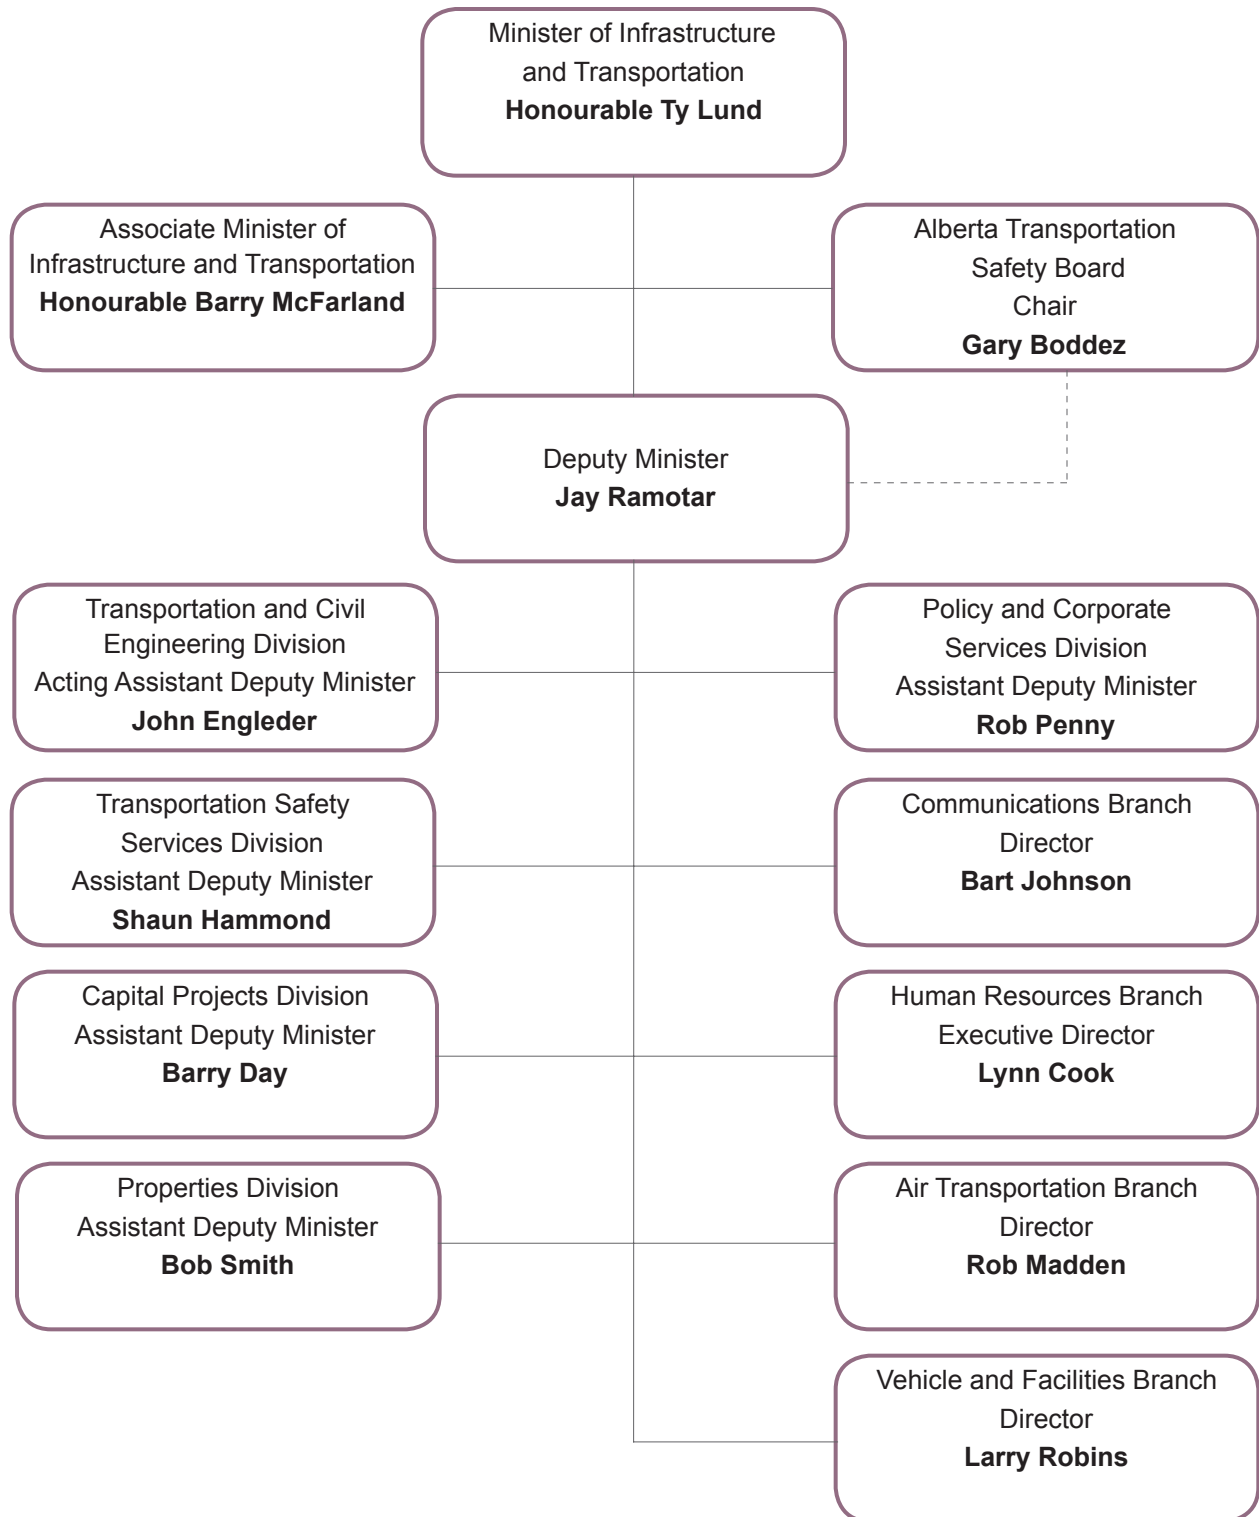 Minister of Infrastructure
and Transportation
Honourable Ty Lund
Associate Minister of
Infrastructure and Transportation
Honourable Barry McFarland
Alberta Transportation
Safety Board
Chair
Gary Boddez
Deputy Minister
Jay Ramotar
Transportation and Civil
Engineering Division
Acting Assistant Deputy Minister
John Engleder
Policy and Corporate
Services Division
Assistant Deputy Minister
Rob Penny
Transportation Safety
Services Division
Assistant Deputy Minister
Shaun Hammond
Communications Branch
Director
Bart Johnson
Capital Projects Division
Assistant Deputy Minister
Barry Day
Human Resources Branch
Executive Director
Lynn Cook
Properties Division
Assistant Deputy Minister
Bob Smith
Air Transportation Branch
Director
Rob Madden
Vehicle and Facilities Branch
Director
Larry Robins